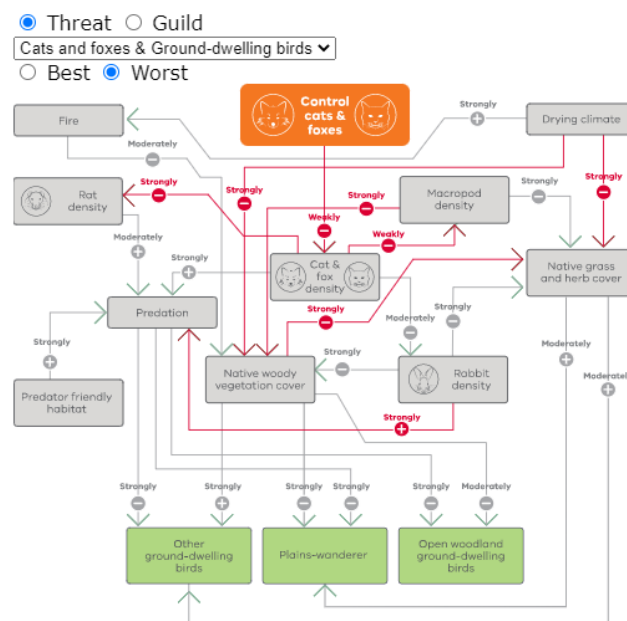 Threat Guild
Cats and foxes & Ground-dwelling birds
Best Worst
Control
cats &
foxes
Strongly
Fire
Drying climate
Moderately
Strongly
Strongly
Strongly
Strongly
Strongly
Rat
density
Macropod
density
Weakly
Weakly
Moderately
Strongly
Cat &
fox
density
Native grass
and herb cover
Predation
Strongly
Moderately
Strongly
Strongly
Strongly
Moderately
Moderately
Predator friendly
habitat
Native woody
vegetation cover
Rabbit
density
Strongly
Strongly
Strongly
Strongly
Strongly
Strongly
Moderately
Other
ground-dwelling
birds
Plains-wanderer
Open woodland
ground-dwelling
birds